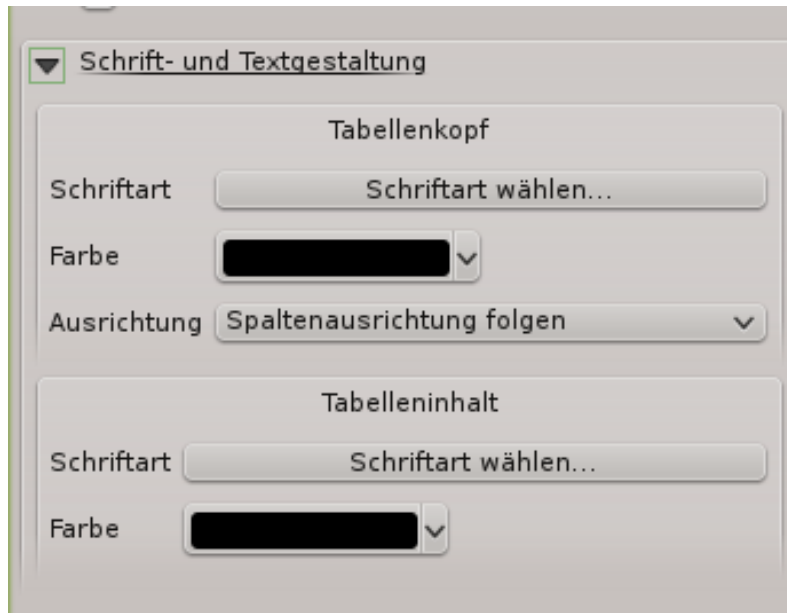 Schrift- und Textgestaltung
Tabellenkopf
Schriftart Schriftart wählen...
Farbe
Ausrichtung Spaltenausrichtung folgen
Tabelleninhalt
Schriftart Schriftart wählen...
Farbe